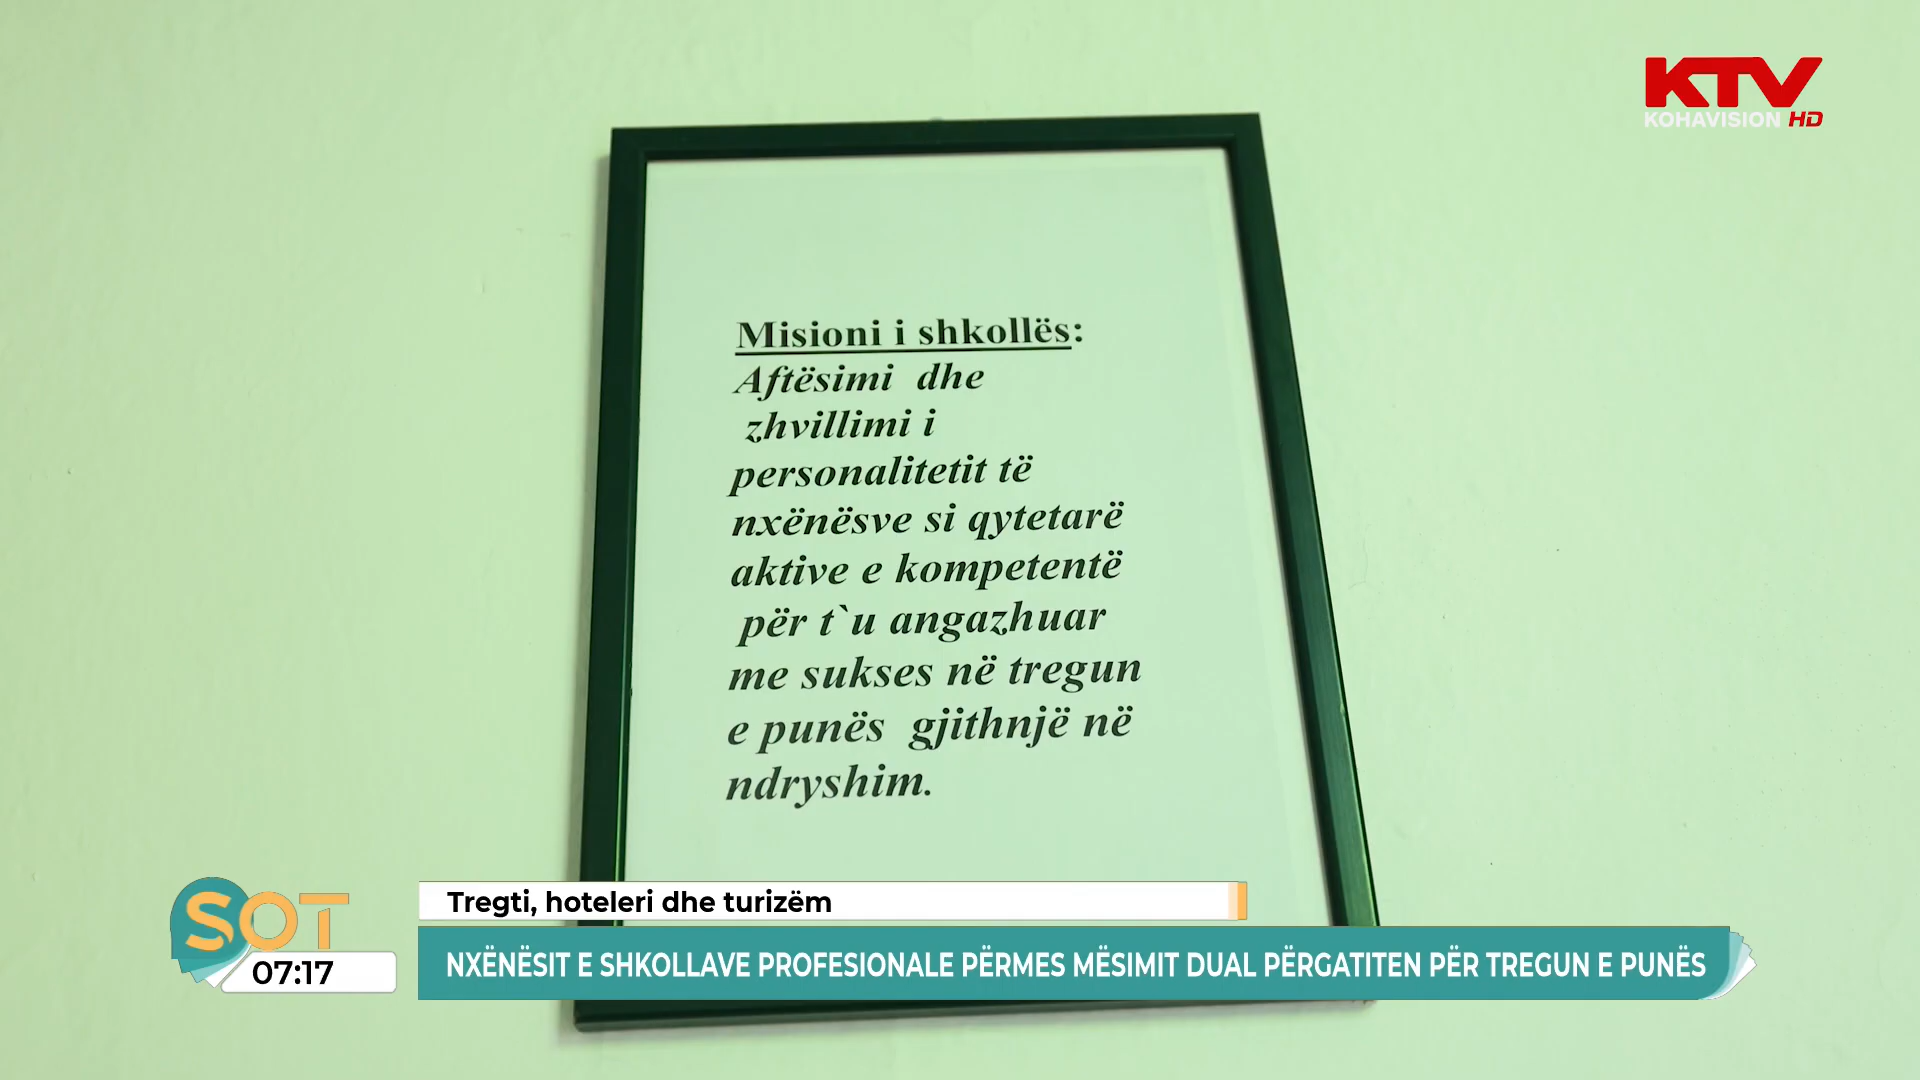 KTV
KOHAVISION HD
Misioni i shkollës:
Aftësimi dhe
zhvillimi i
personalitetit të
nxënësve si qytetarë
aktive e kompetentë
për t`u angazhuar
me sukses në tregun
e punës gjithnjë në
ndryshim.
Tregti, hoteleri dhe turizëm
SOT
07:17
NXËNËSIT E SHKOLLAVE PROFESIONALE PËRMES MËSIMIT DUAL PËRGATITEN PËR TREGUN E PUNËS